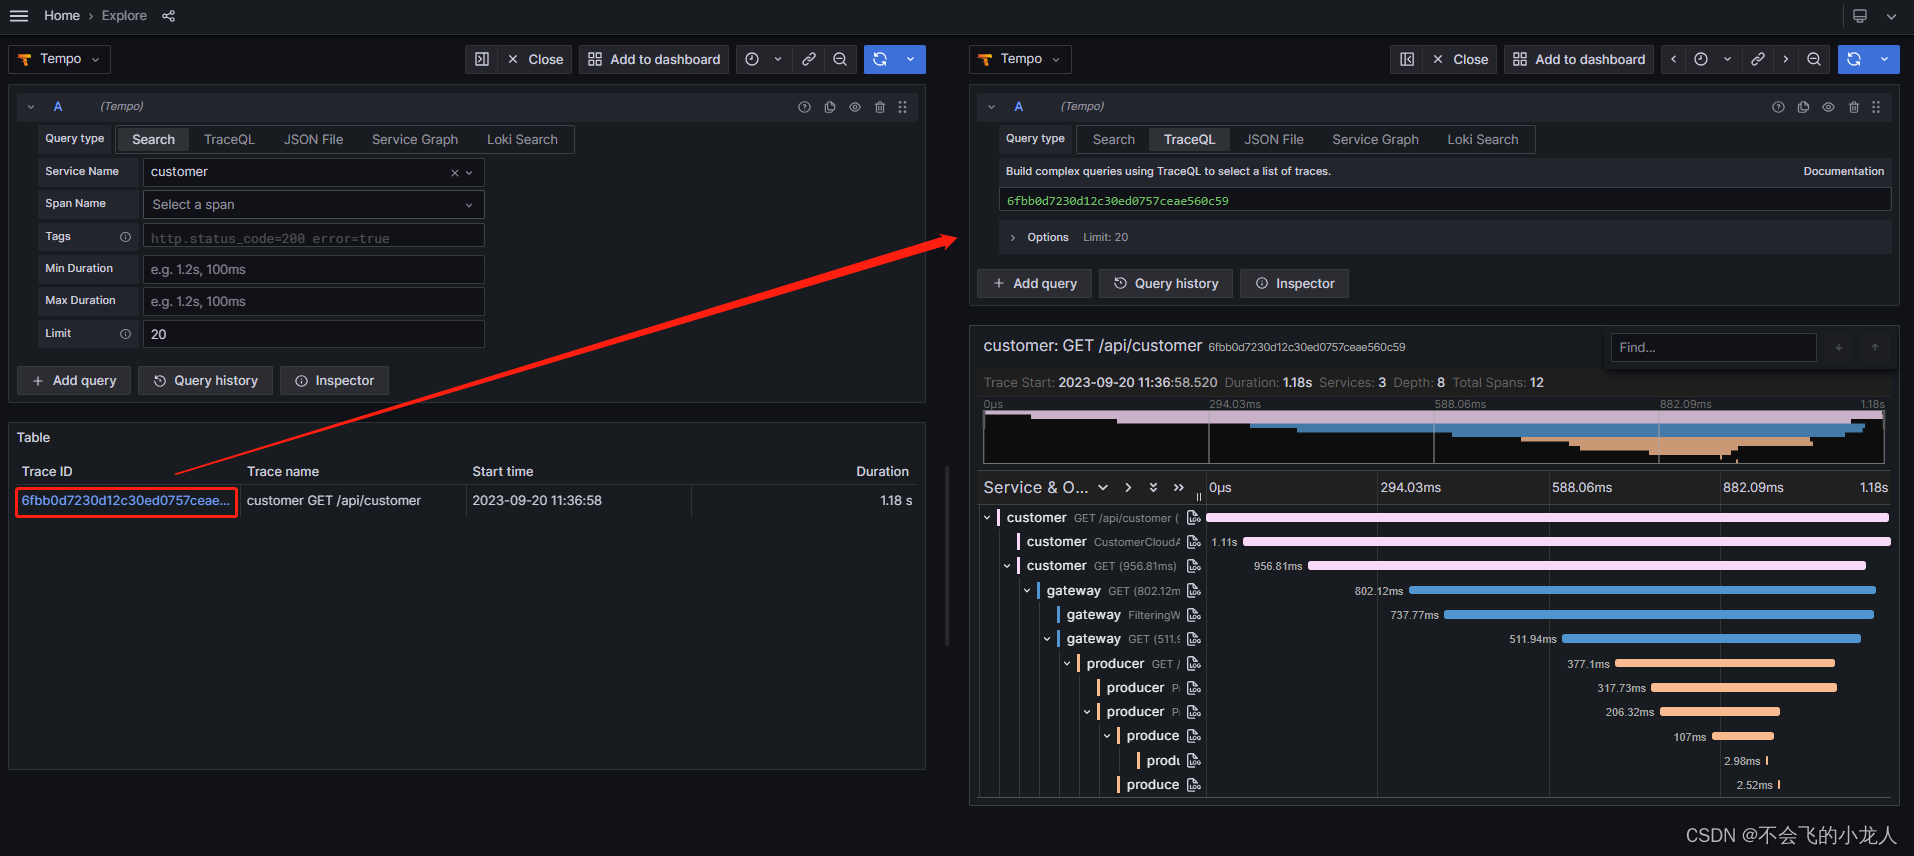 Home › Explore
Tempo
Close
Add to dashboard
A (Tempo)
Query type Search TraceQL JSON File Service Graph Loki Search
Service Name customer
Span Name Select a span
Tags http.status_code=200 error=true
Min Duration e.g. 1.2s, 100ms
Max Duration e.g. 1.2s, 100ms
Limit 20
+ Add query Query history Inspector
Table
Trace ID Trace name Start time Duration
6fbb0d7230d12c30ed0757ceae... customer GET /api/customer 2023-09-20 11:36:58 1.18 s
Tempo
Close
Add to dashboard
A (Tempo)
Query type Search TraceQL JSON File Service Graph Loki Search
Build complex queries using TraceQL to select a list of traces. Documentation
6fbb0d7230d12c30ed0757ceae560c59
Options Limit: 20
+ Add query Query history Inspector
customer: GET /api/customer 6fbb0d7230d12c30ed0757ceae560c59 Find...
Trace Start: 2023-09-20 11:36:58.520 Duration: 1.18s Services: 3 Depth: 8 Total Spans: 12
0μs 294.03ms 588.06ms 882.09ms 1.18s
Service & O... 0μs 294.03ms 588.06ms 882.09ms 1.18s
customer GET /api/customer (
customer CustomerCloudA 1.11s
customer GET (956.81ms) 956.81ms
gateway GET (802.12m 802.12ms
gateway FilteringW 737.77ms
gateway GET (511.9 511.94ms
producer GET / 377.1ms
producer 317.73ms
producer 206.32ms
produce 107ms
produ 2.98ms
produce 2.52ms
CSDN @不会飞的小龙人